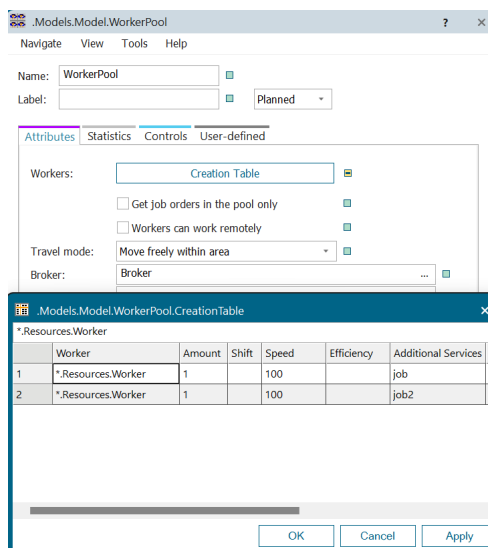 .Models.Model.WorkerPool ? ×
Navigate View Tools Help
Name: WorkerPool
Label: Planned
Attributes Statistics Controls User-defined
Workers: Creation Table
Get job orders in the pool only
Workers can work remotely
Travel mode: Move freely within area
Broker: Broker ...
.Models.Model.WorkerPool.CreationTable ×
*.Resources.Worker
Worker Amount Shift Speed Efficiency Additional Services
1 *.Resources.Worker 1 100 job
2 *.Resources.Worker 1 100 job2
OK Cancel Apply